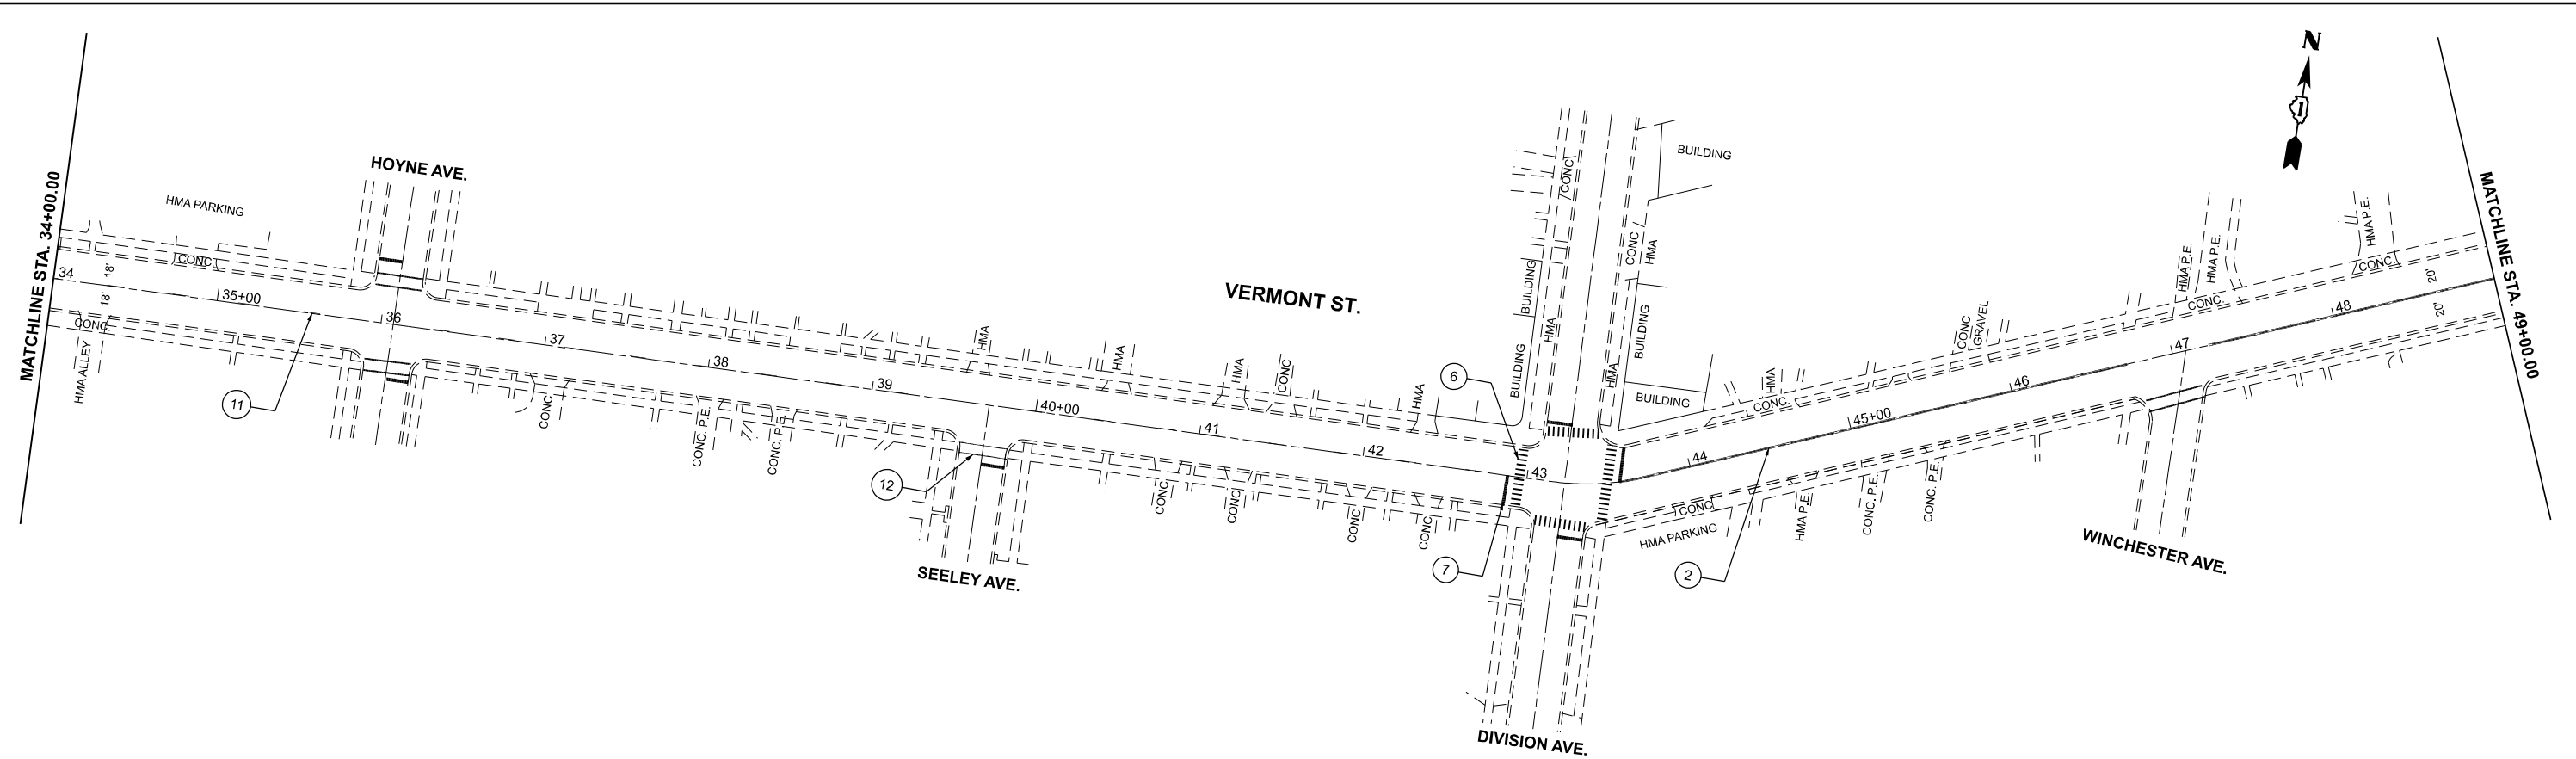 N
1
MATCHLINE STA. 34+00.00
MATCHLINE STA. 49+00.00
HOYNE AVE.
HMA PARKING
BUILDING
CONC
CONC
HMA
HMA P.E.
HMA P.E.
HMA P.E.
CONC.
CONC.
CONC.
34
18'
18'
35+00
36
37
38
39
40+00
41
42
43
44
45+00
46
47
48
20'
20'
VERMONT ST.
BUILDING
BUILDING
HMA
BUILDING
HMA
BUILDING
HMA
HMA
HMA
CONC
HMA
6
HMA
CONC.
CONC
GRAVEL
CONC.
HMA ALLEY
11
CONC
CONC. P.E.
CONC. P.E.
12
CONC
CONC
CONC
CONC
7
CONC
HMA PARKING
2
HMA P.E.
CONC. P.E.
CONC. P.E.
SEELEY AVE.
WINCHESTER AVE.
DIVISION AVE.